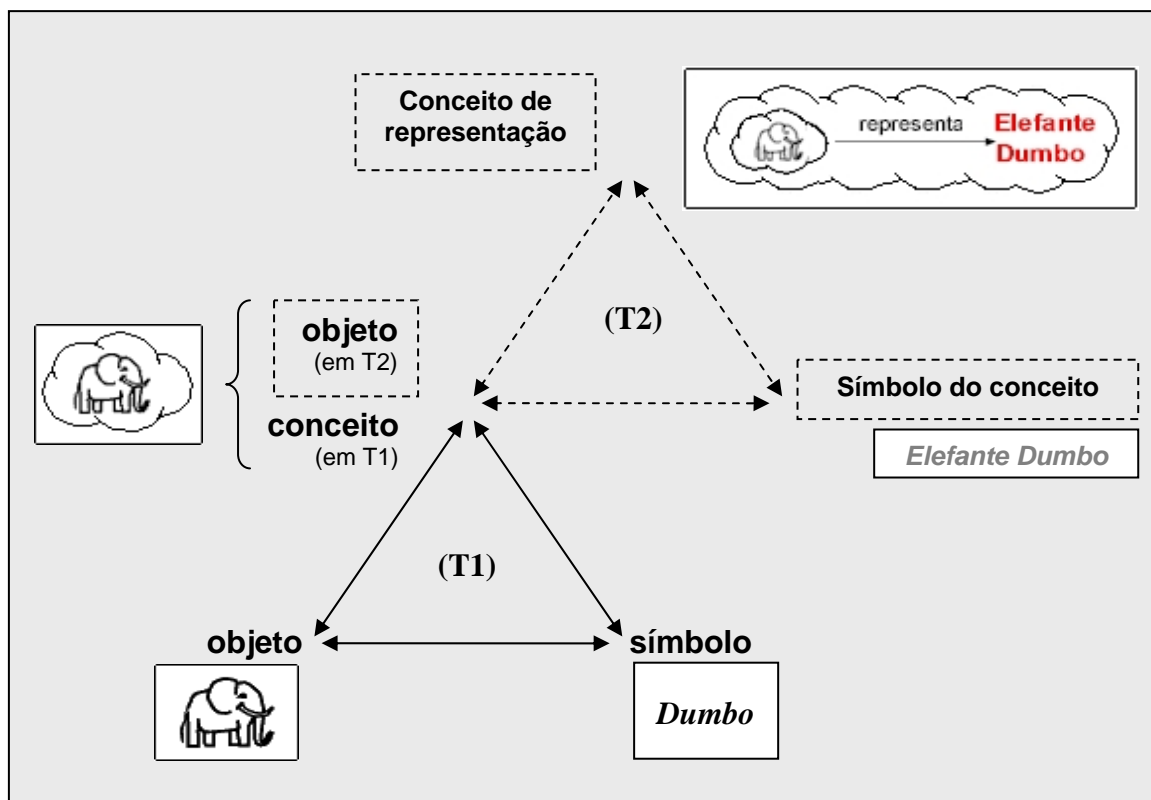 Conceito de
representação
representa
Elefante
Dumbo
(T2)
objeto
(em T2)
conceito
(em T1)
Símbolo do conceito
Elefante Dumbo
(T1)
objeto
símbolo
Dumbo